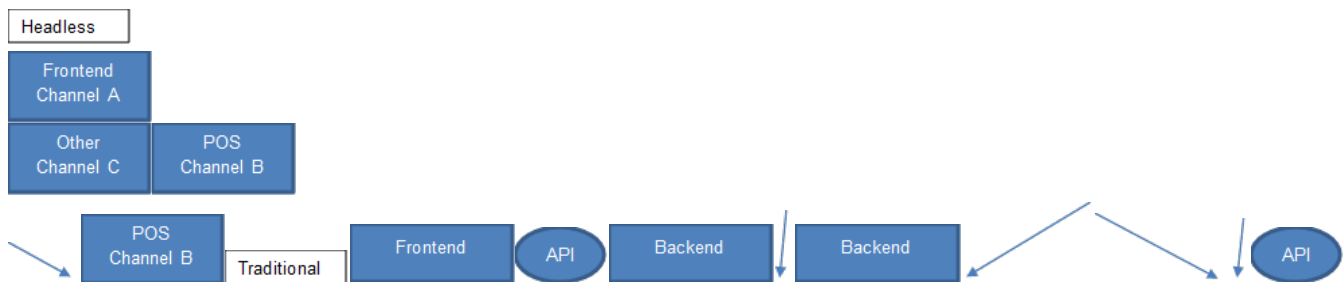 Headless
Frontend
Channel A
Other
Channel C
POS
Channel B
POS
Channel B
Traditional
Frontend
API
Backend
Backend
API